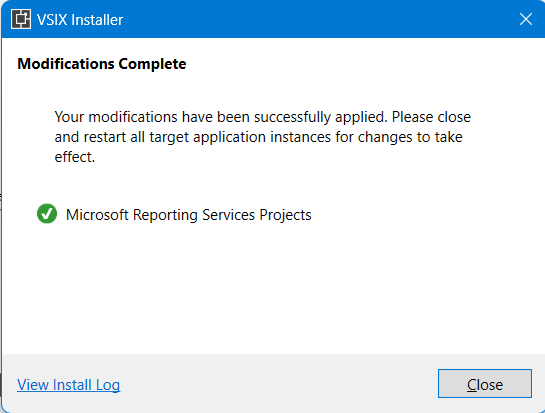 VSIX Installer
Modifications Complete
Your modifications have been successfully applied. Please close
and restart all target application instances for changes to take
effect.
Microsoft Reporting Services Projects
View Install Log
Close